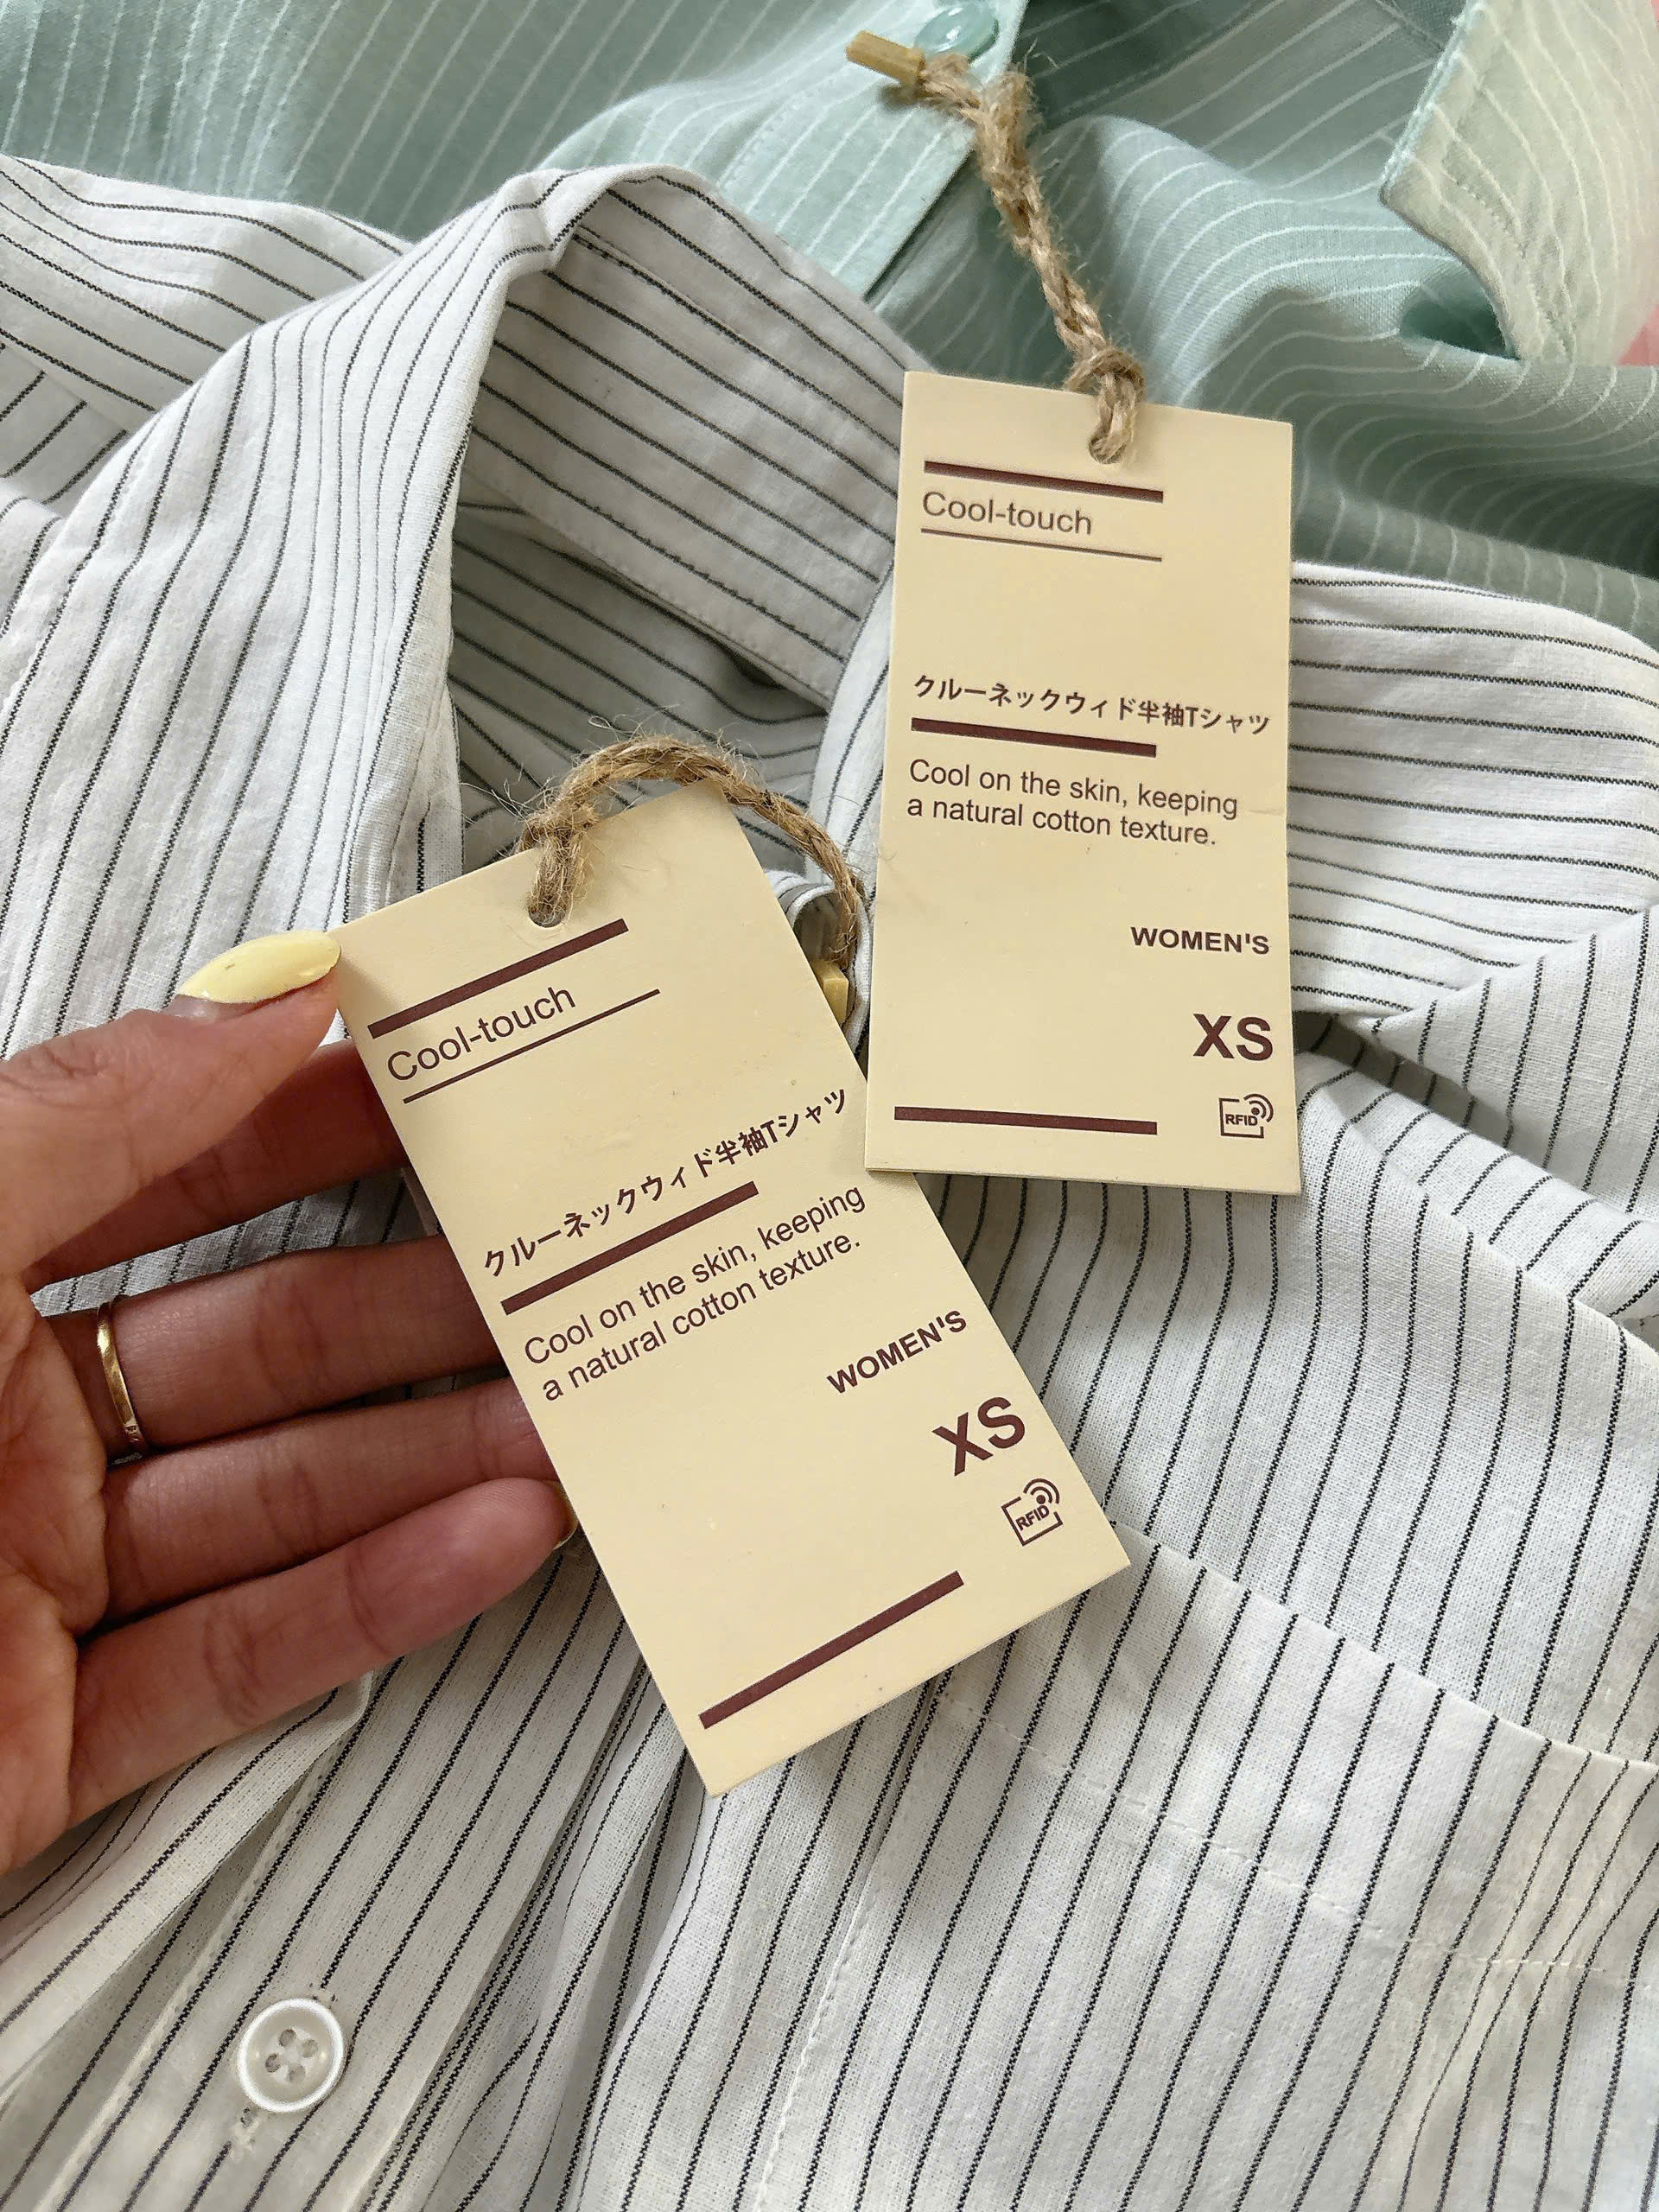 Cool-touch
クルーネックウィド半袖Tシャツ
Cool on the skin, keeping
a natural cotton texture.
WOMEN'S
XS
RFID
Cool-touch
クルーネックウィド半袖Tシャツ
Cool on the skin, keeping
a natural cotton texture.
WOMEN'S
XS
RFID